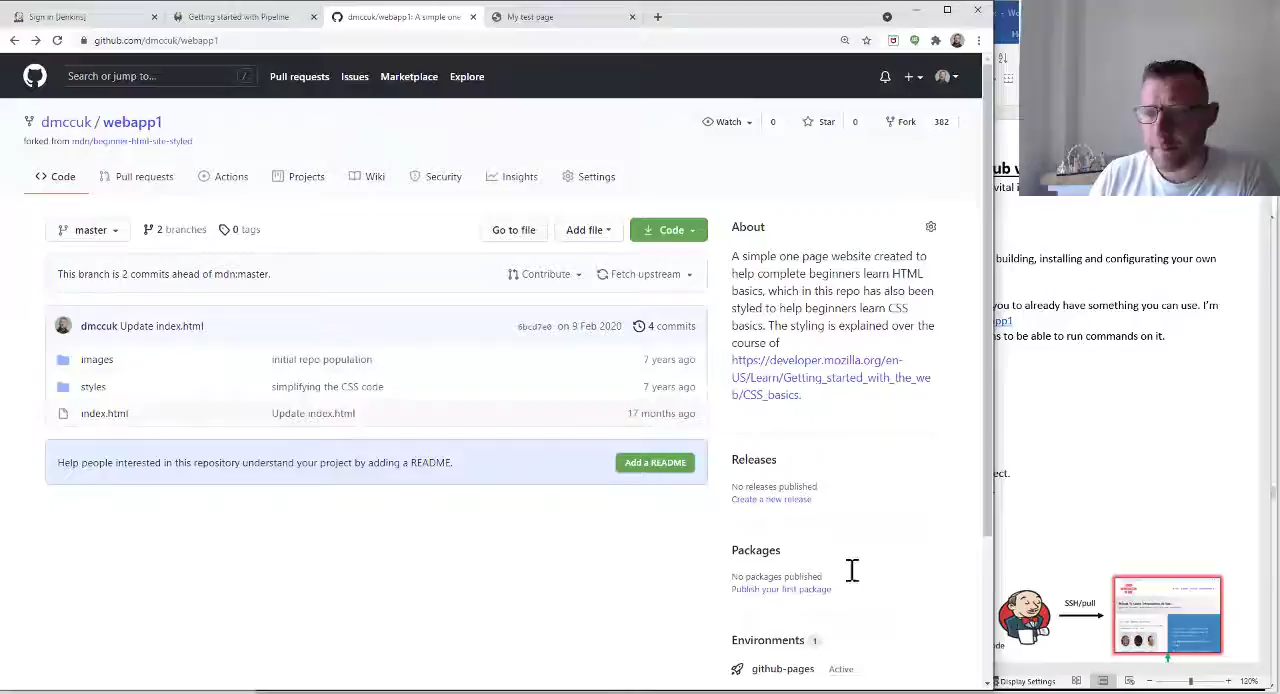 Sign in [Jenkins]
Getting started with Pipeline
dmccuk/webapp1: A simple one
My test page
github.com/dmccuk/webapp1
Search or jump to...
/
Pull requests
Issues
Marketplace
Explore
dmccuk / webapp1
forked from mdn/beginner-html-site-styled
Watch
0
Star
0
Fork
382
Code
Pull requests
Actions
Projects
Wiki
Security
Insights
Settings
master
2 branches
0 tags
Go to file
Add file
Code
This branch is 2 commits ahead of mdn:master.
Contribute
Fetch upstream
dmccuk Update index.html
6bcd7e0 on 9 Feb 2020
4 commits
images
initial repo population
7 years ago
styles
simplifying the CSS code
7 years ago
index.html
Update index.html
17 months ago
Help people interested in this repository understand your project by adding a README.
Add a README
About
A simple one page website created to
help complete beginners learn HTML
basics, which in this repo has also been
styled to help beginners learn CSS
basics. The styling is explained over the
course of
https://developer.mozilla.org/en-
US/Learn/Getting_started_with_the_we
b/CSS_basics.
Releases
No releases published
Create a new release
Packages
No packages published
Publish your first package
Environments 1
github-pages
Active
ub v
vital i
building, installing and configurating your own
you to already have something you can use. I'm
pp1
ns to be able to run commands on it.
ect.
SSH/pull
de
Display Settings
120%